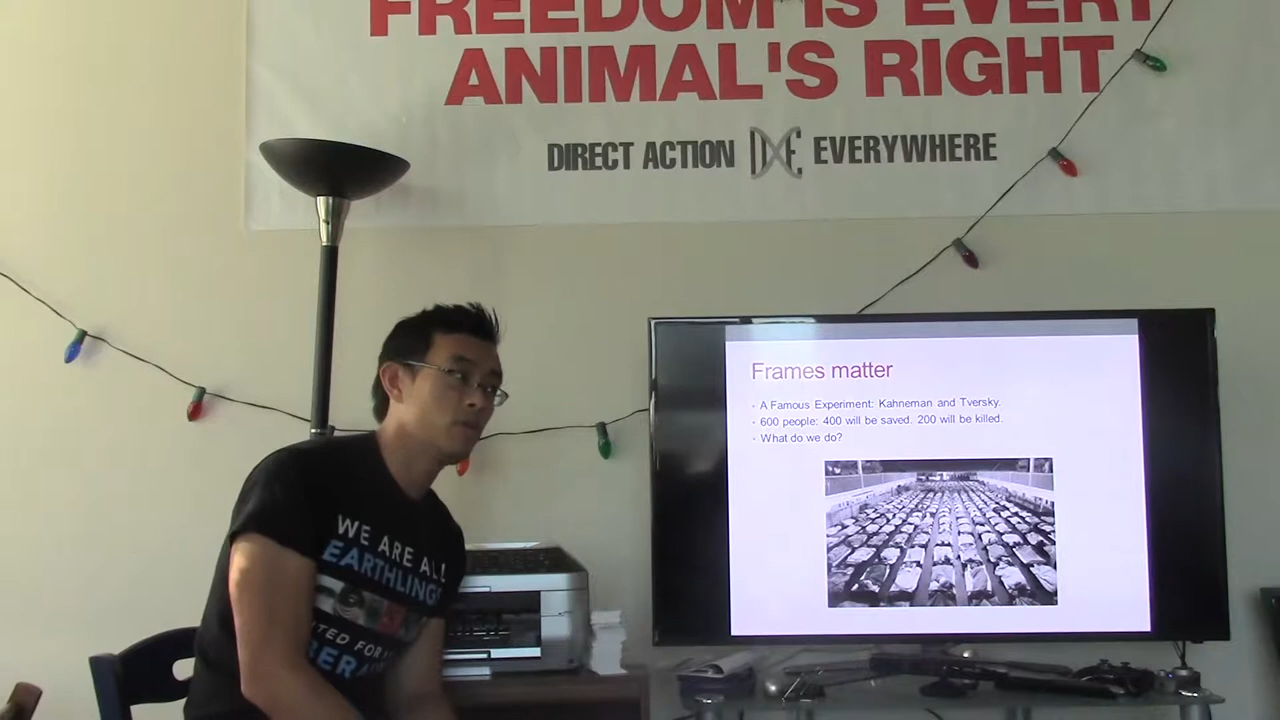 FREEDOM IS EVERY
ANIMAL'S RIGHT
DIRECT ACTION DXE EVERYWHERE
Frames matter
A Famous Experiment: Kahneman and Tversky.
600 people: 400 will be saved. 200 will be killed.
What do we do?
WE ARE ALL
EARTHLINGS